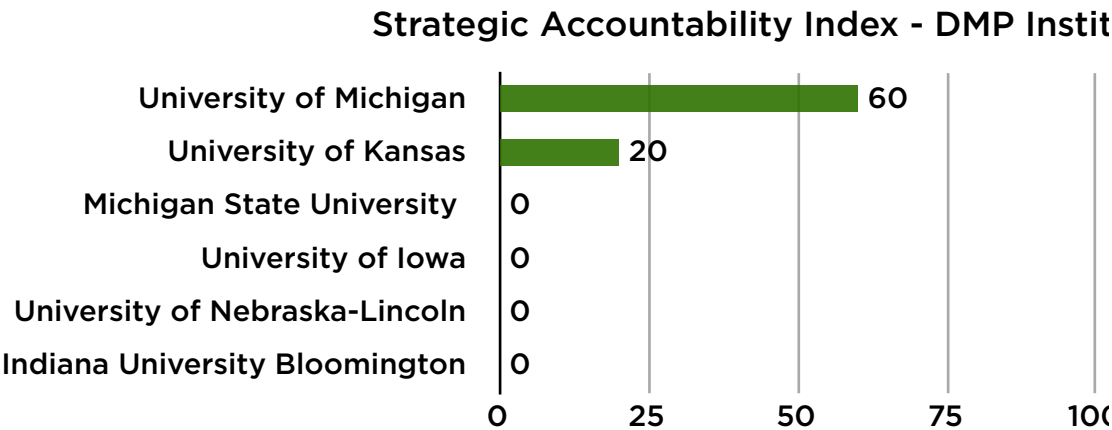 Strategic Accountability Index - DMP Instit
University of Michigan 60
University of Kansas 20
Michigan State University 0
University of Iowa 0
University of Nebraska-Lincoln 0
Indiana University Bloomington 0
0 25 50 75 100